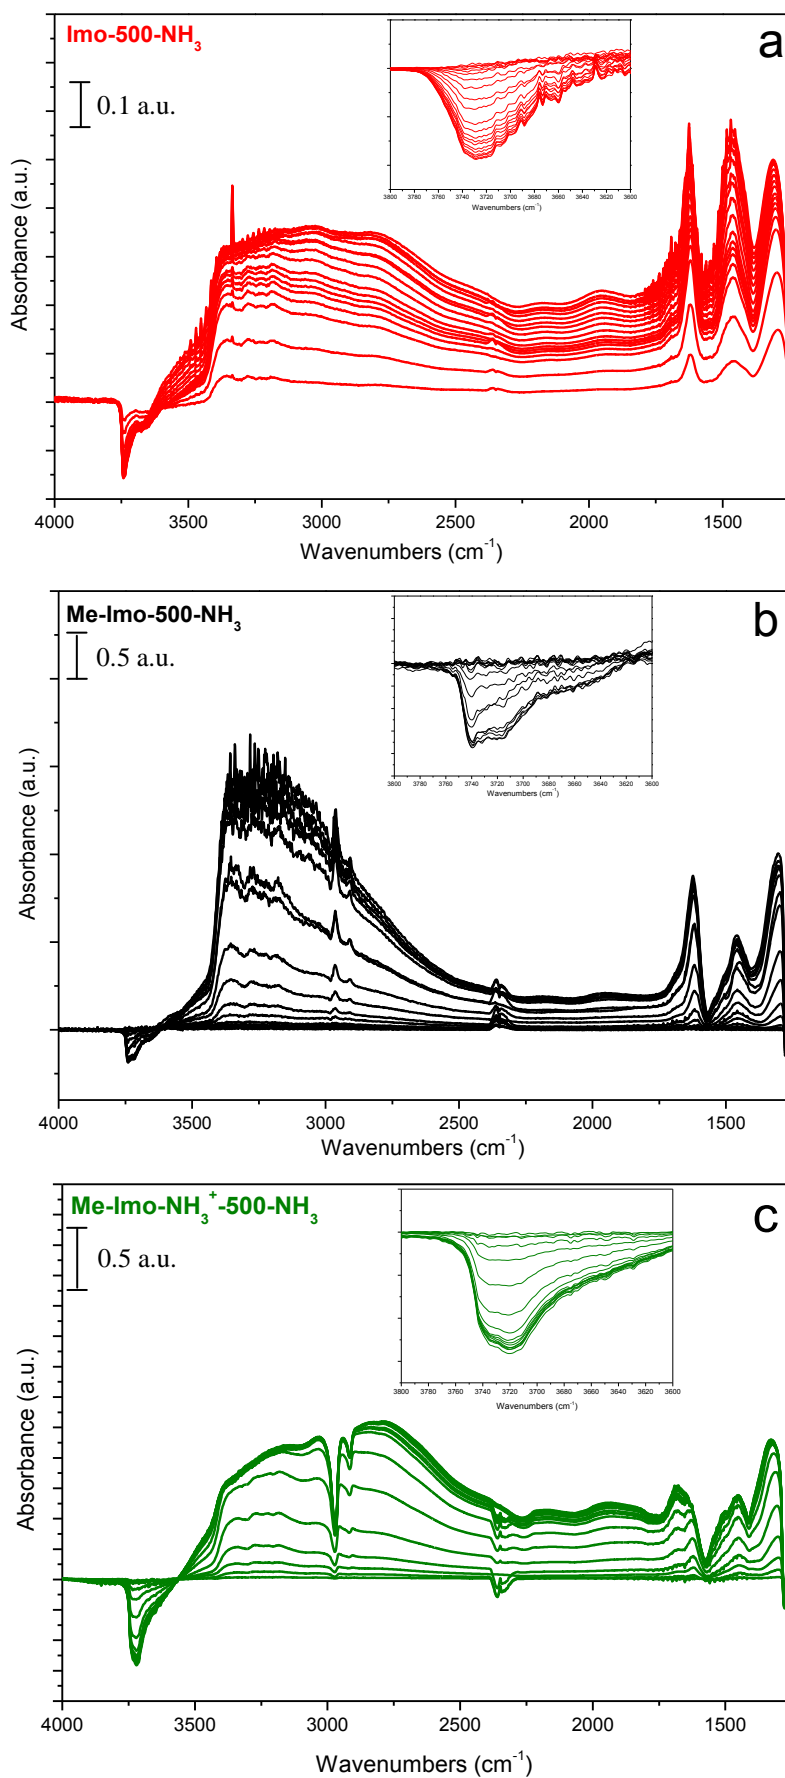 Imo-500-NH₃
a
0.1 a.u.
3800 3780 3760 3740 3720 3700 3680 3660 3640 3620 3600
Wavenumbers (cm⁻¹)
Absorbance (a.u.)
4000 3500 3000 2500 2000 1500
Wavenumbers (cm⁻¹)
Me-Imo-500-NH₃
b
0.5 a.u.
3800 3780 3760 3740 3720 3700 3680 3660 3640 3620 3600
Wavenumbers (cm⁻¹)
Absorbance (a.u.)
4000 3500 3000 2500 2000 1500
Wavenumbers (cm⁻¹)
Me-Imo-NH₃⁺-500-NH₃
c
0.5 a.u.
3800 3780 3760 3740 3720 3700 3680 3660 3640 3620 3600
Wavenumbers (cm⁻¹)
Absorbance (a.u.)
4000 3500 3000 2500 2000 1500
Wavenumbers (cm⁻¹)